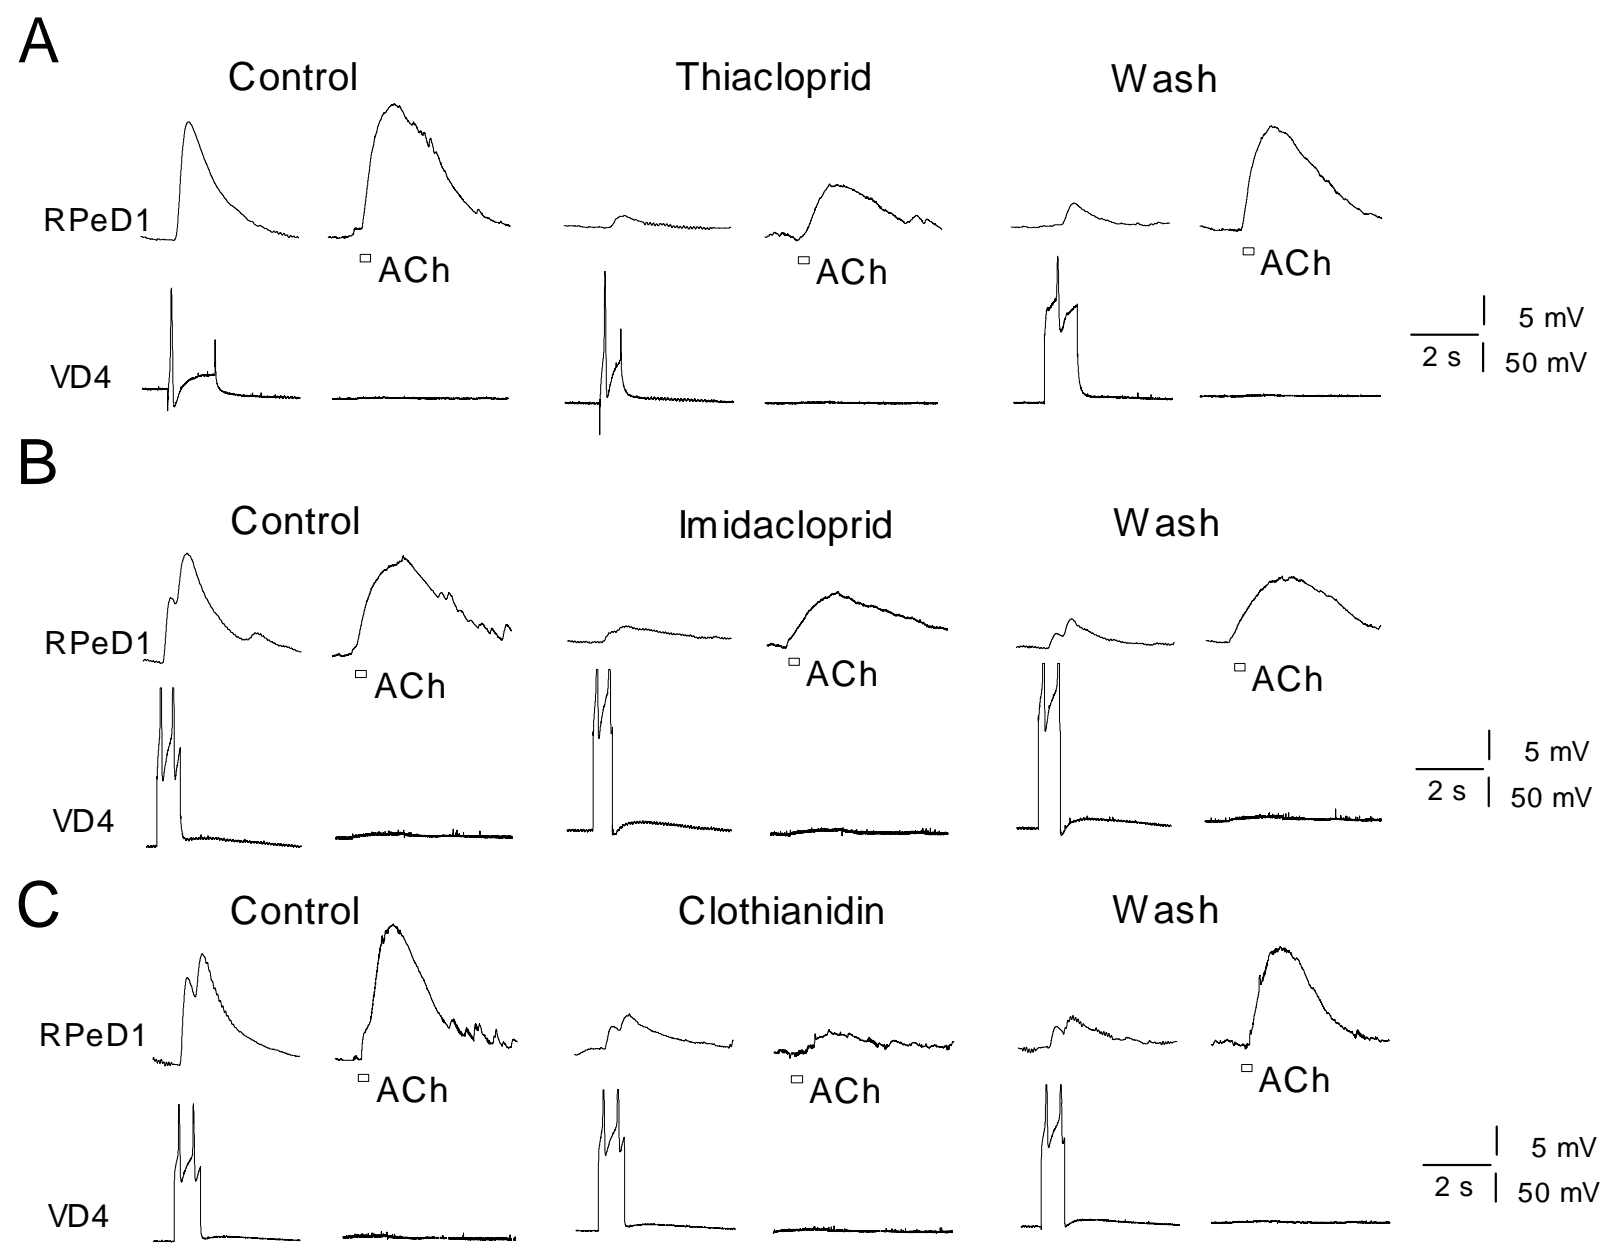 A
Control Thiacloprid Wash
RPeD1
ACh ACh ACh
5 mV
VD4
2 s 50 mV
B
Control Imidacloprid Wash
RPeD1
ACh ACh ACh
5 mV
2 s 50 mV
VD4
C
Control Clothianidin Wash
RPeD1
ACh ACh ACh
5 mV
2 s 50 mV
VD4